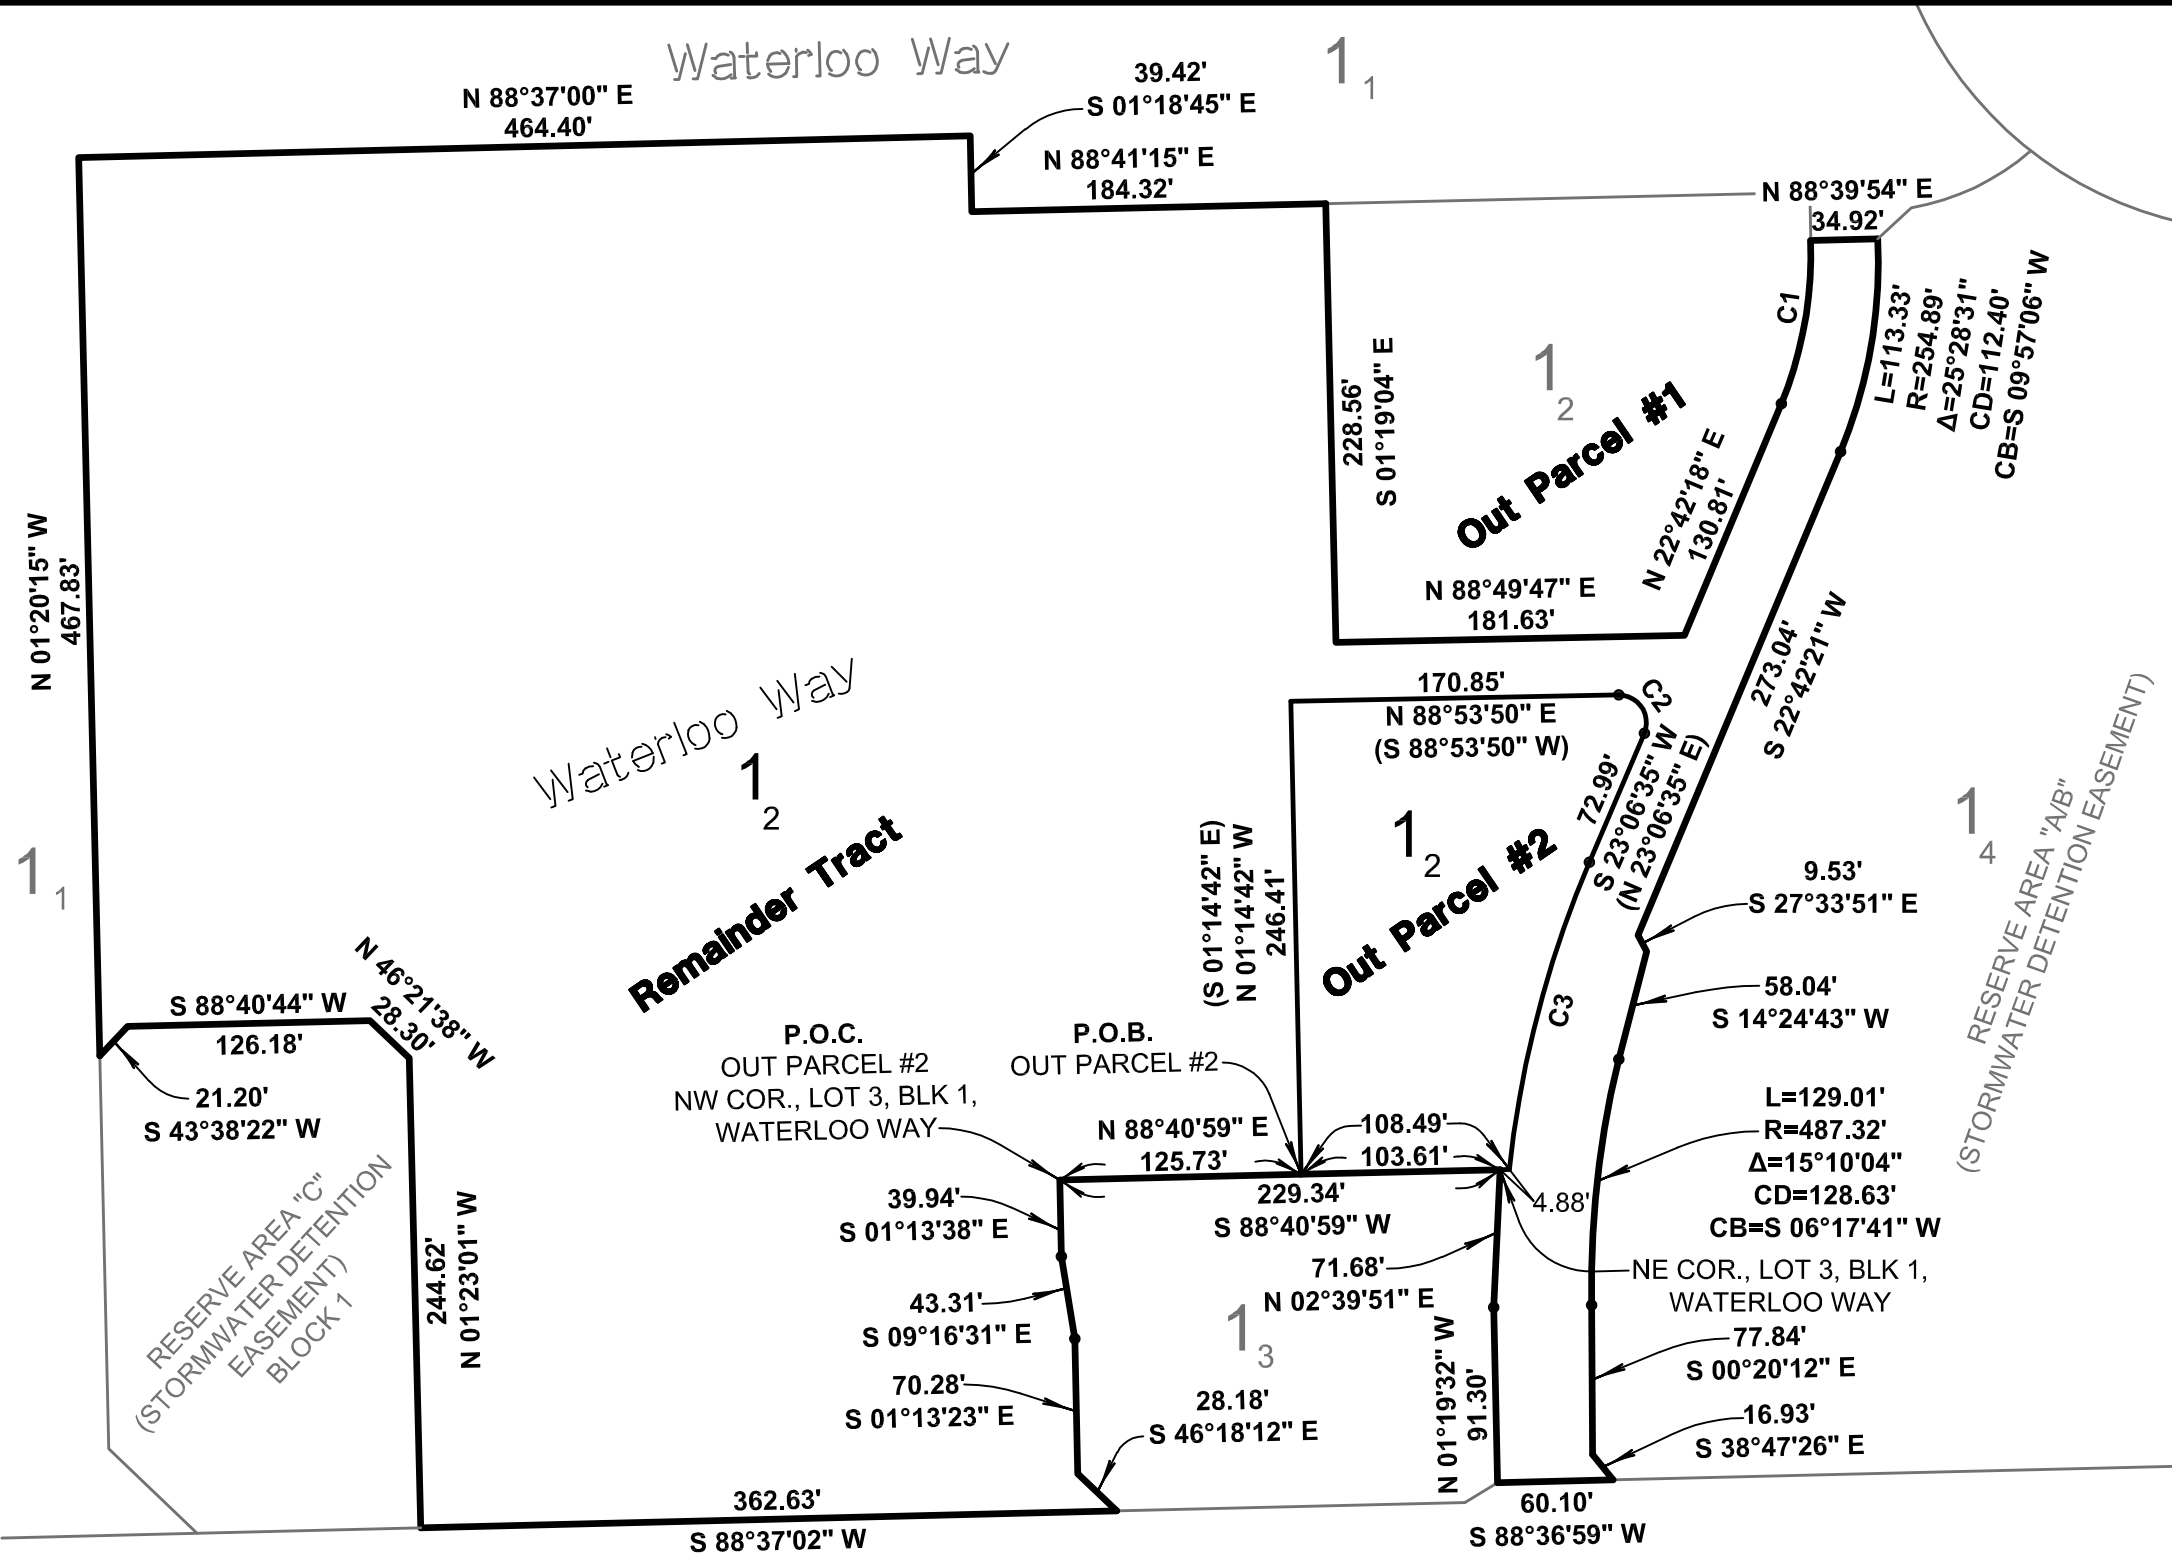 Waterloo Way
1
1
39.42'
S 01°18'45" E
N 88°37'00" E
464.40'
N 88°41'15" E
184.32'
N 88°39'54" E
34.92'
C1
L=113.33'
R=254.89'
Δ=25°28'31"
CD=112.40'
CB=S 09°57'06" W
228.56'
S 01°19'04" E
1
2
Out Parcel #1
N 22°42'18" E
130.81'
N 01°20'15" W
467.83'
N 88°49'47" E
181.63'
273.04'
S 22°42'21" W
170.85'
N 88°53'50" E
(S 88°53'50" W)
C2
72.99'
S 23°06'35" W
(N 23°06'35" E)
Waterloo Way
1
2
Remainder Tract
1
2
Out Parcel #2
(S 01°14'42" E)
N 01°14'42" W
246.41'
1
4
RESERVE AREA "A/B"
(STORMWATER DETENTION EASEMENT)
1
1
9.53'
S 27°33'51" E
58.04'
S 14°24'43" W
C3
S 88°40'44" W
126.18'
N 46°21'38" W
28.30'
21.20'
S 43°38'22" W
P.O.C.
OUT PARCEL #2
NW COR., LOT 3, BLK 1,
WATERLOO WAY
P.O.B.
OUT PARCEL #2
N 88°40'59" E
125.73'
108.49'
103.61'
4.88'
229.34'
S 88°40'59" W
L=129.01'
R=487.32'
Δ=15°10'04"
CD=128.63'
CB=S 06°17'41" W
NE COR., LOT 3, BLK 1,
WATERLOO WAY
RESERVE AREA "C"
(STORMWATER DETENTION
EASEMENT)
BLOCK 1
244.62'
N 01°23'01" W
39.94'
S 01°13'38" E
43.31'
S 09°16'31" E
70.28'
S 01°13'23" E
71.68'
N 02°39'51" E
1
3
28.18'
S 46°18'12" E
N 01°19'32" W
91.30'
77.84'
S 00°20'12" E
16.93'
S 38°47'26" E
362.63'
S 88°37'02" W
60.10'
S 88°36'59" W